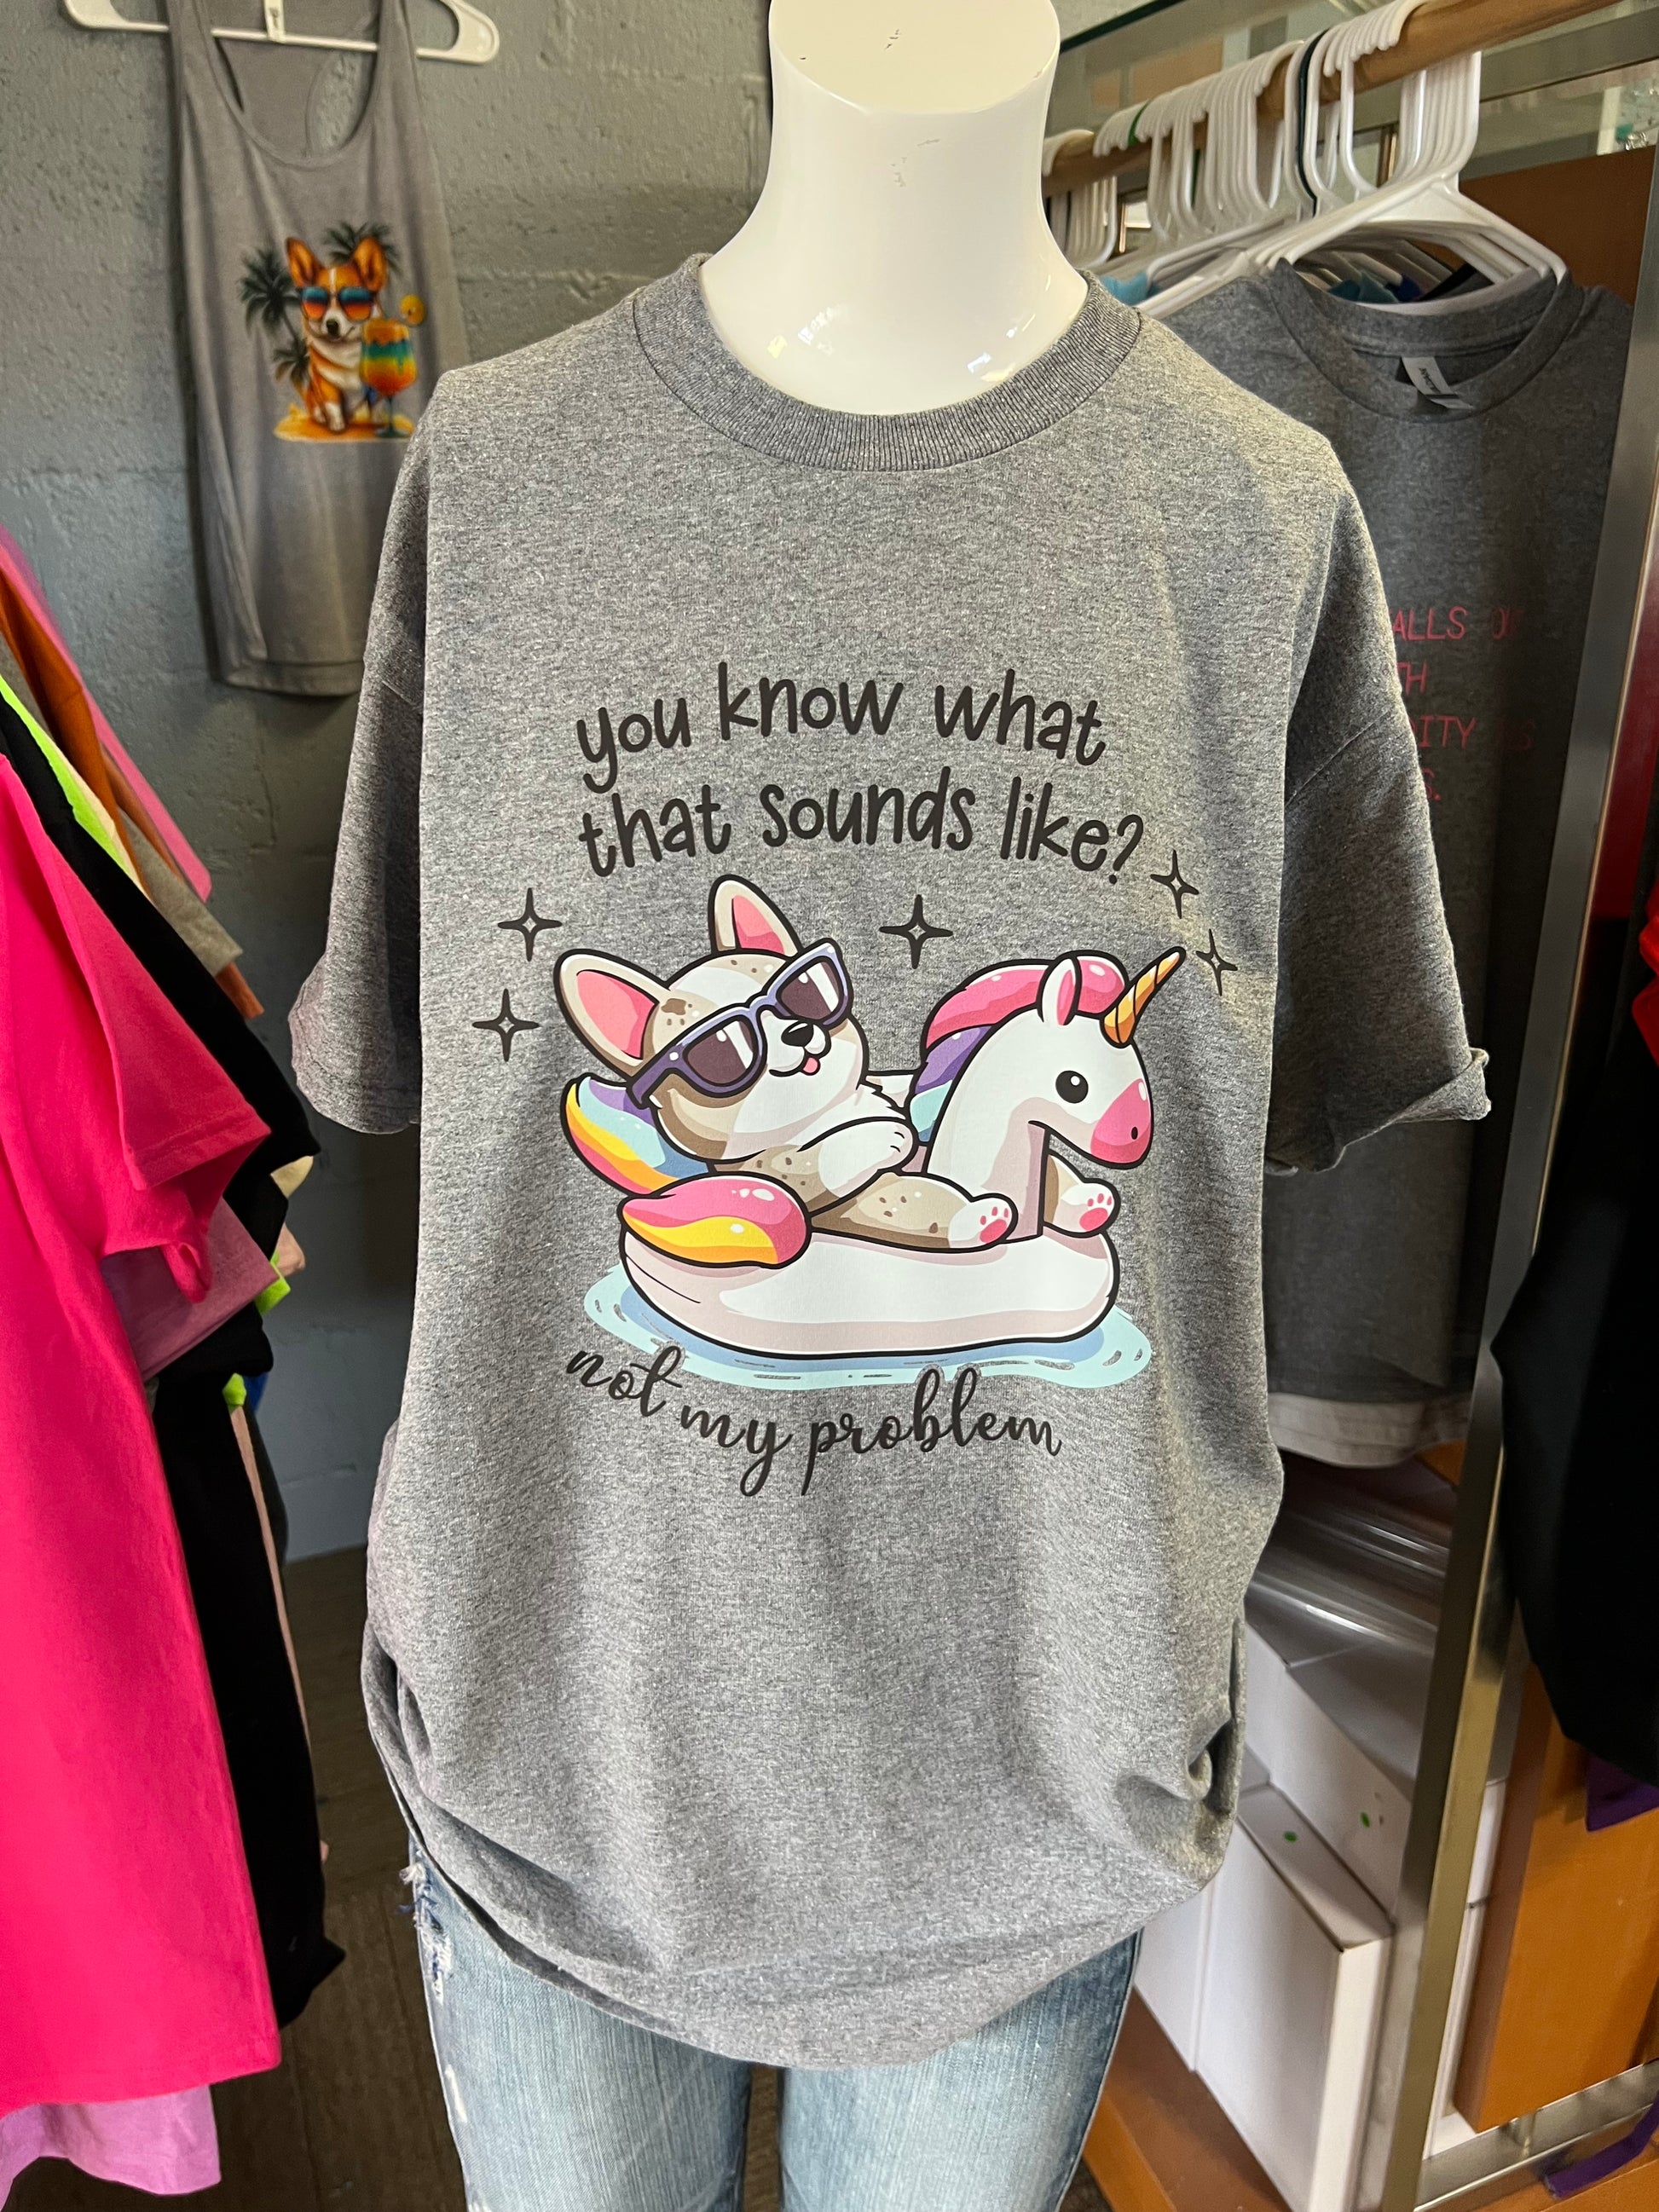 you know what
that sounds like?
not my problem